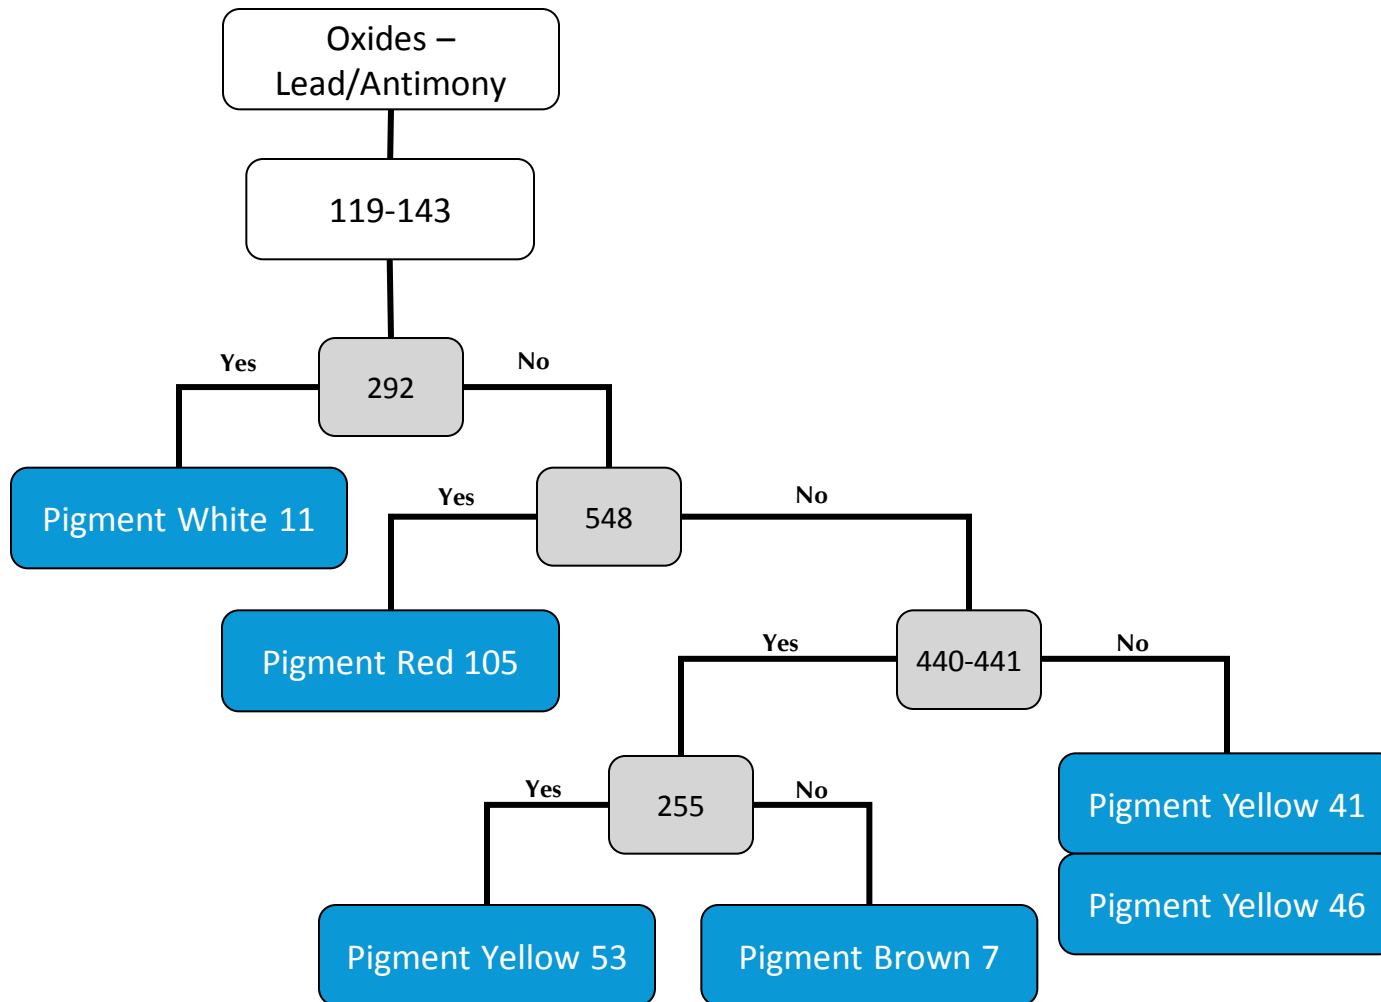 Oxides –
Lead/Antimony
119-143
Yes
292
No
Pigment White 11
Yes
548
No
Pigment Red 105
Yes
440-441
No
Yes
255
No
Pigment Yellow 41
Pigment Yellow 46
Pigment Yellow 53
Pigment Brown 7